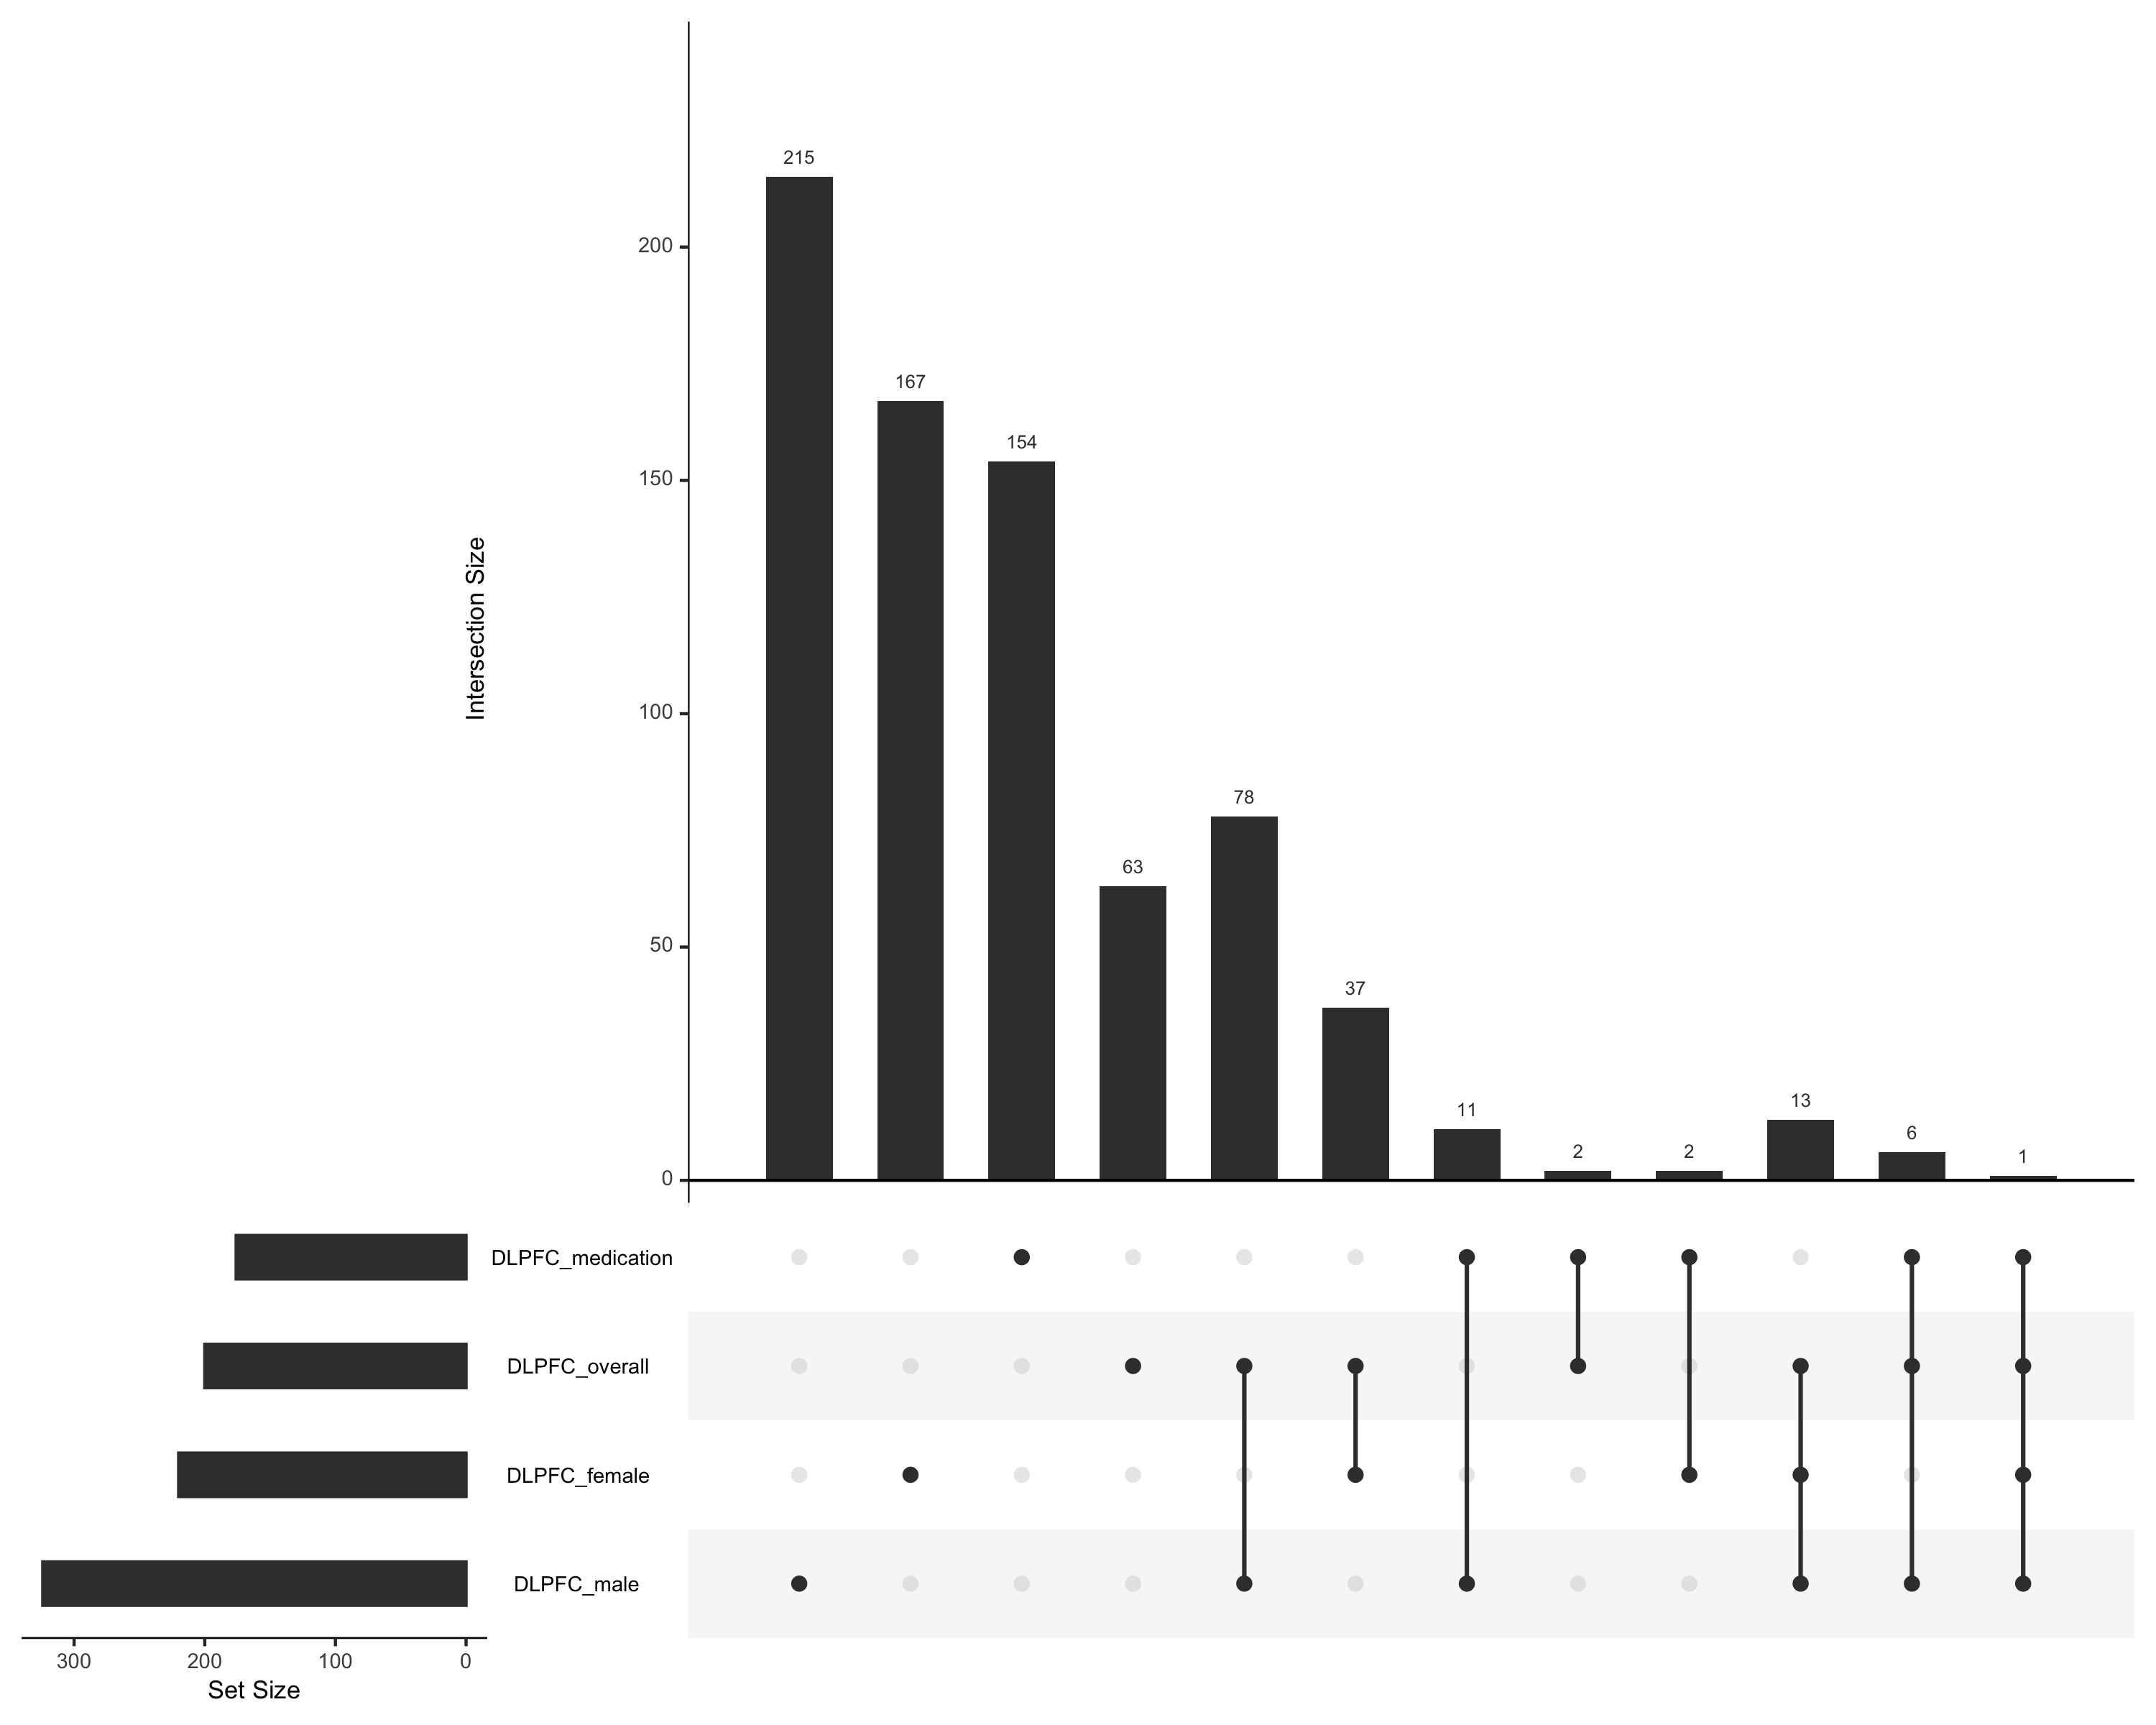 215
200
167
154
150
Intersection Size
100
78
63
50
37
11
2
2
13
6
1
0
DLPFC_medication
DLPFC_overall
DLPFC_female
DLPFC_male
300 200 100 0
Set Size